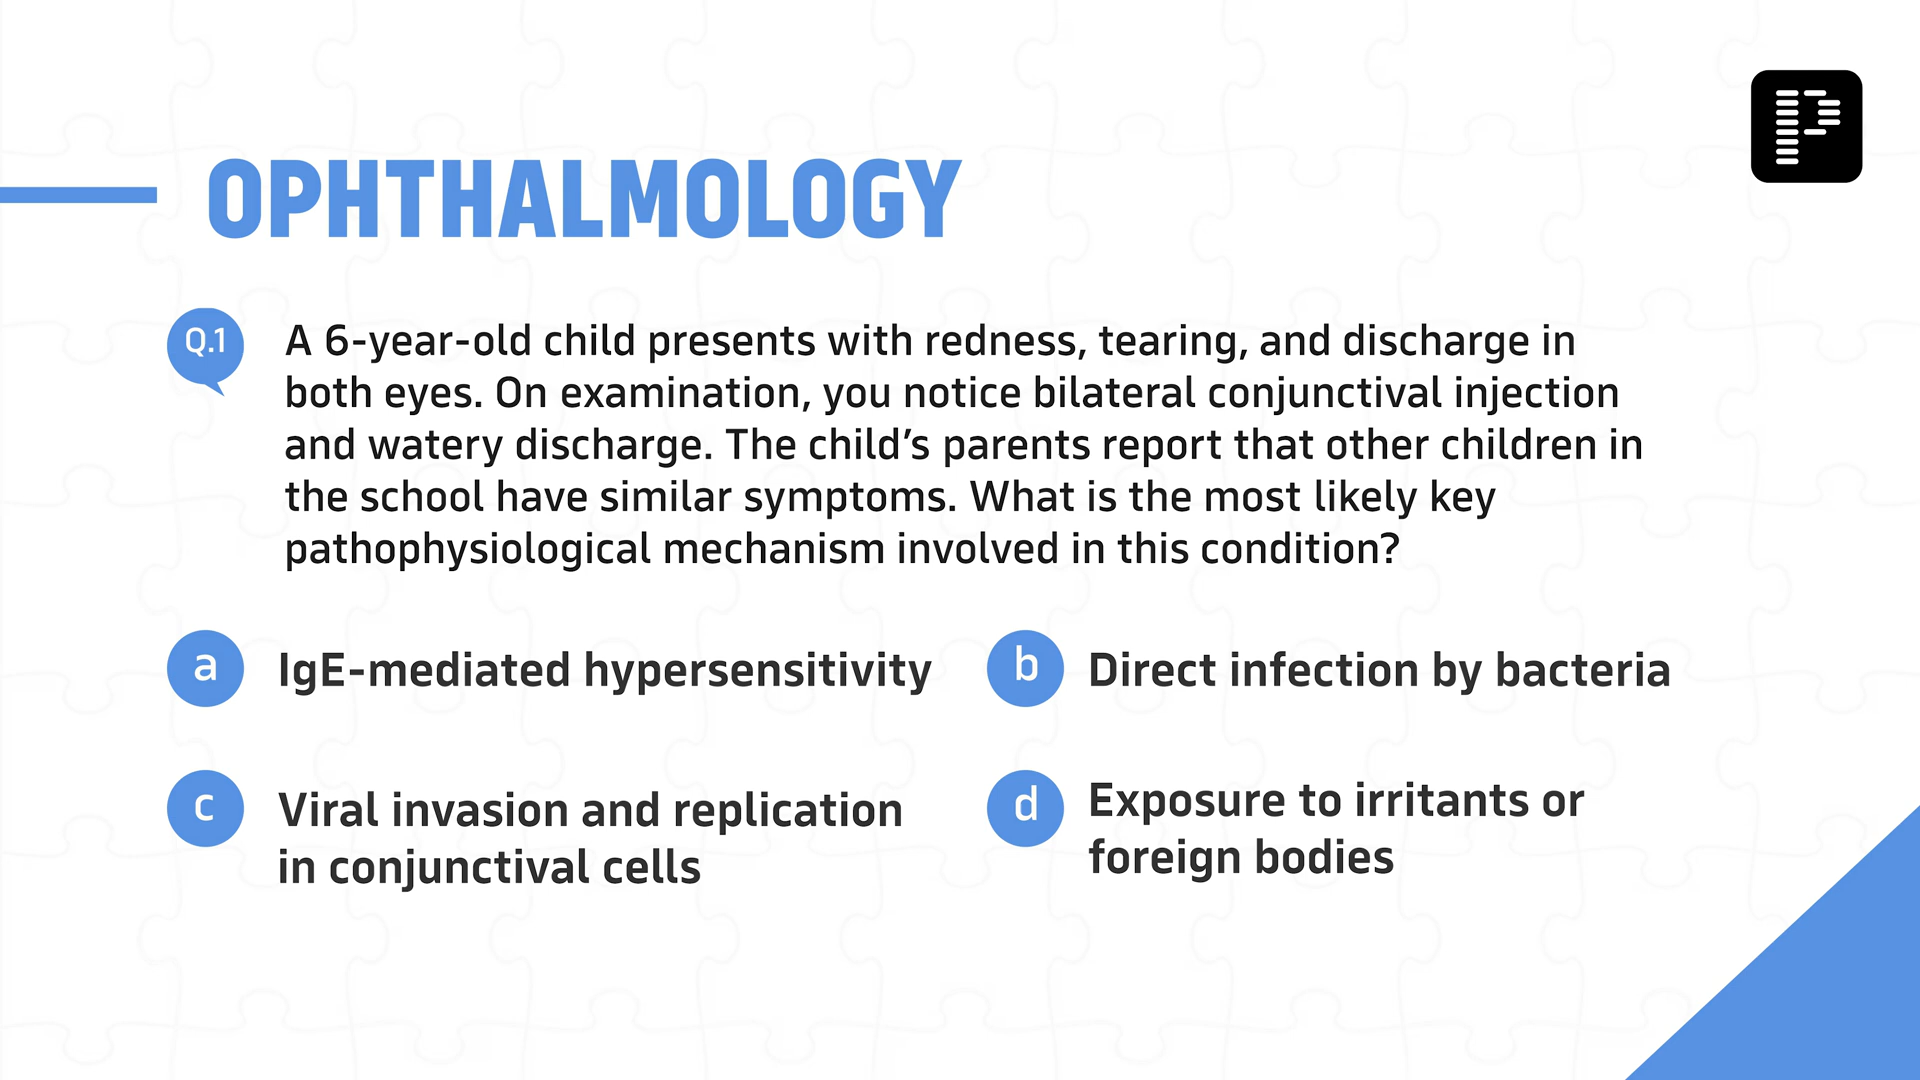 OPHTHALMOLOGY
Q.1
A 6-year-old child presents with redness, tearing, and discharge in
both eyes. On examination, you notice bilateral conjunctival injection
and watery discharge. The child’s parents report that other children in
the school have similar symptoms. What is the most likely key
pathophysiological mechanism involved in this condition?
a IgE-mediated hypersensitivity
b Direct infection by bacteria
c Viral invasion and replication
in conjunctival cells
d Exposure to irritants or
foreign bodies
P